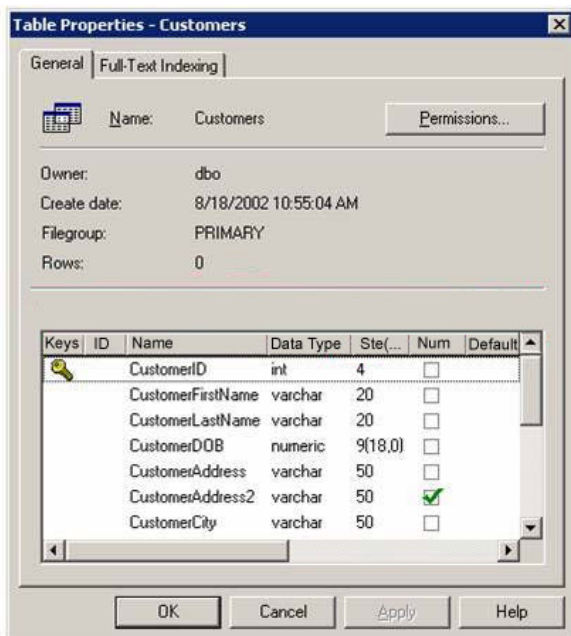 Table Properties - Customers
General Full-Text Indexing
Name: Customers Permissions...
Owner: dbo
Create date: 8/18/2002 10:55:04 AM
Filegroup: PRIMARY
Rows: 0
Keys ID Name Data Type Ste(... Num Default
CustomerID int 4
CustomerFirstName varchar 20
CustomerLastName varchar 20
CustomerDOB numeric 9(18,0)
CustomerAddress varchar 50
CustomerAddress2 varchar 50
CustomerCity varchar 50
OK Cancel Apply Help